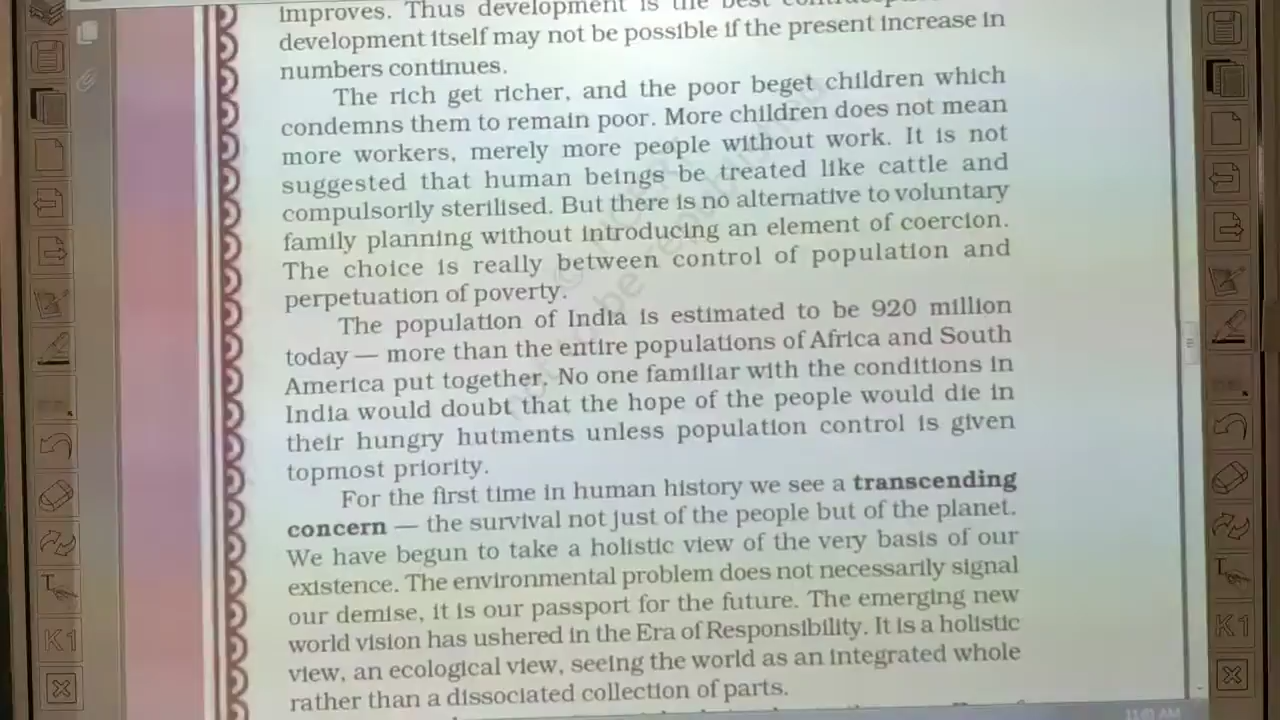 improves. Thus development is the best
development itself may not be possible if the present increase in
numbers continues.
The rich get richer, and the poor beget children which
condemns them to remain poor. More children does not mean
more workers, merely more people without work. It is not
suggested that human beings be treated like cattle and
compulsorily sterilised. But there is no alternative to voluntary
family planning without introducing an element of coercion.
The choice is really between control of population and
perpetuation of poverty.
The population of India is estimated to be 920 million
today — more than the entire populations of Africa and South
America put together. No one familiar with the conditions in
India would doubt that the hope of the people would die in
their hungry hutments unless population control is given
topmost priority.
For the first time in human history we see a transcending
concern — the survival not just of the people but of the planet.
We have begun to take a holistic view of the very basis of our
existence. The environmental problem does not necessarily signal
our demise, it is our passport for the future. The emerging new
world vision has ushered in the Era of Responsibility. It is a holistic
view, an ecological view, seeing the world as an integrated whole
rather than a dissociated collection of parts.
K1
K1
11:01 AM